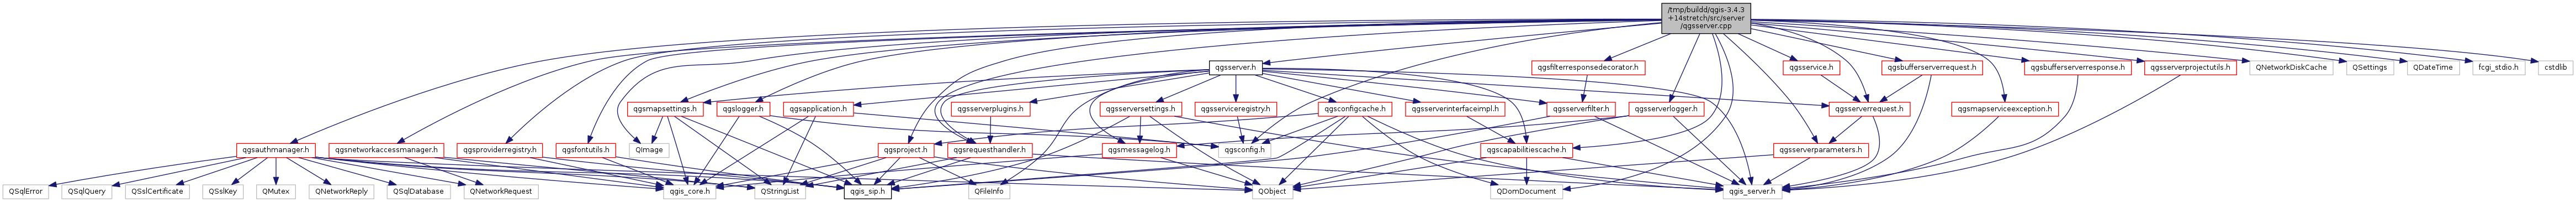 /tmp/buildd/qgis-3.4.3
+14stretch/src/server
/qgsserver.cpp
qgsserver.h
qgsfilterresponsedecorator.h
qgsservice.h
qgsbufferserverrequest.h
qgsbufferserverresponse.h
qgsserverprojectutils.h
QNetworkDiskCache
QSettings
QDateTime
fcgi_stdio.h
cstdlib
qgsmapsettings.h
qgslogger.h
qgsapplication.h
qgsserverplugins.h
qgsserversettings.h
qgsserviceregistry.h
qgsconfigcache.h
qgsserverinterfaceimpl.h
qgsserverfilter.h
qgsserverlogger.h
qgsserverrequest.h
qgsmapserviceexception.h
qgsauthmanager.h
qgsnetworkaccessmanager.h
qgsproviderregistry.h
qgsfontutils.h
QImage
qgsproject.h
qgsrequesthandler.h
qgsmessagelog.h
qgsconfig.h
qgscapabilitiescache.h
qgsserverparameters.h
QSqlError
QSqlQuery
QSslCertificate
QSslKey
QMutex
QNetworkReply
QSqlDatabase
QNetworkRequest
qgis_core.h
QStringList
qgis_sip.h
QFileInfo
QObject
QDomDocument
qgis_server.h